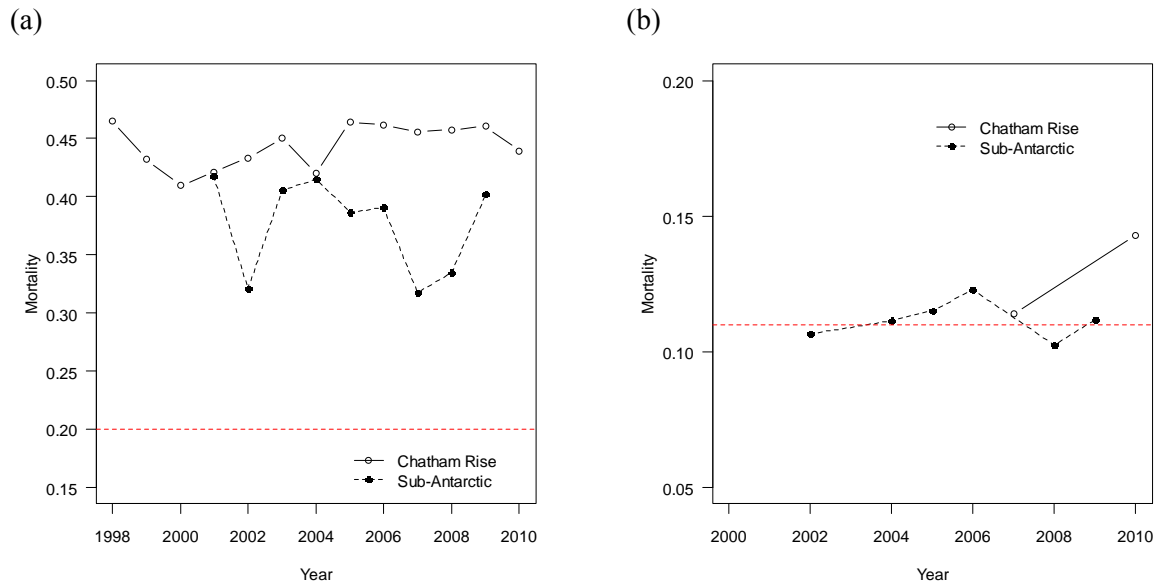 (a)
0.50
0.45
0.40
0.35
0.30
0.25
0.20
0.15
Mortality
Chatham Rise
Sub-Antarctic
1998 2000 2002 2004 2006 2008 2010
Year
(b)
0.20
0.15
0.10
0.05
Mortality
Chatham Rise
Sub-Antarctic
2000 2002 2004 2006 2008 2010
Year